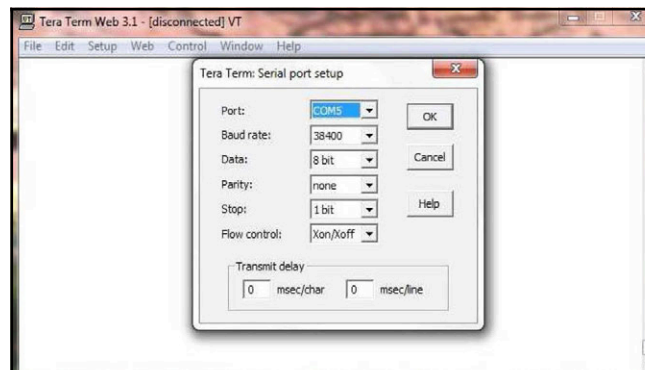 Tera Term Web 3.1 - [disconnected] VT
File Edit Setup Web Control Window Help
Tera Term: Serial port setup
Port: COM5 OK
Baud rate: 38400
Data: 8 bit Cancel
Parity: none
Stop: 1 bit Help
Flow control: Xon/Xoff
Transmit delay
0 msec/char 0 msec/line